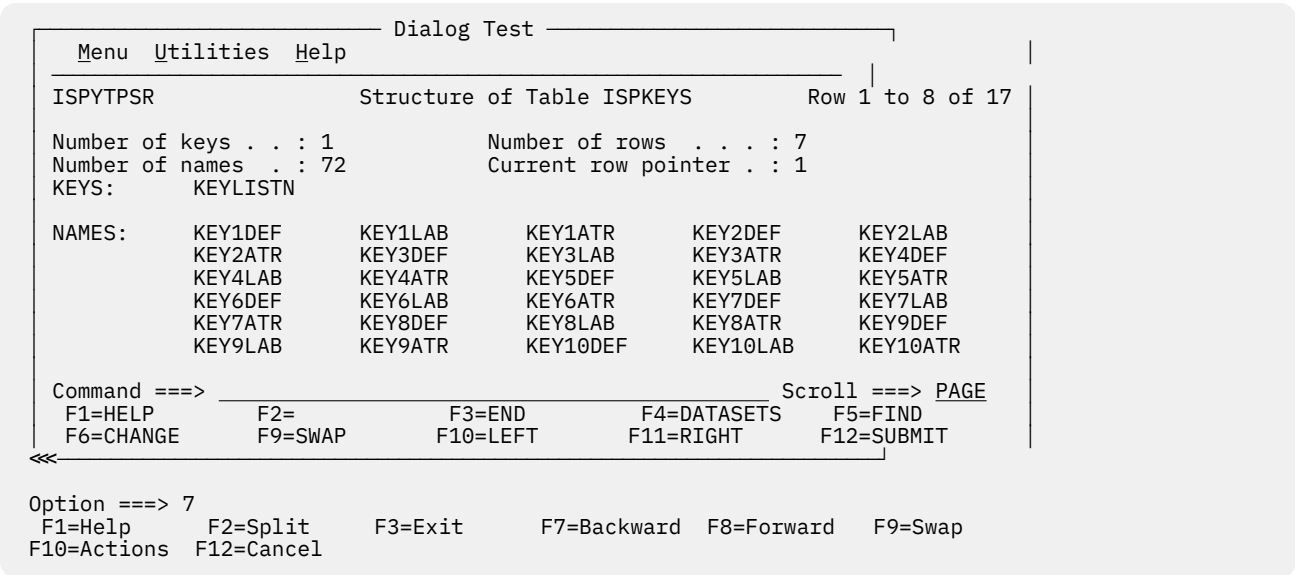 Dialog Test
Menu Utilities Help
ISPYTPSR Structure of Table ISPKEYS Row 1 to 8 of 17
Number of keys . . : 1 Number of rows . . . : 7
Number of names . : 72 Current row pointer . : 1
KEYS: KEYLISTN
NAMES: KEY1DEF KEY1LAB KEY1ATR KEY2DEF KEY2LAB
KEY2ATR KEY3DEF KEY3LAB KEY3ATR KEY4DEF
KEY4LAB KEY4ATR KEY5DEF KEY5LAB KEY5ATR
KEY6DEF KEY6LAB KEY6ATR KEY7DEF KEY7LAB
KEY7ATR KEY8DEF KEY8LAB KEY8ATR KEY9DEF
KEY9LAB KEY9ATR KEY10DEF KEY10LAB KEY10ATR
Command ===> Scroll ===> PAGE
F1=HELP F2= F3=END F4=DATASETS F5=FIND
F6=CHANGE F9=SWAP F10=LEFT F11=RIGHT F12=SUBMIT
<<<
Option ===> 7
F1=Help F2=Split F3=Exit F7=Backward F8=Forward F9=Swap
F10=Actions F12=Cancel